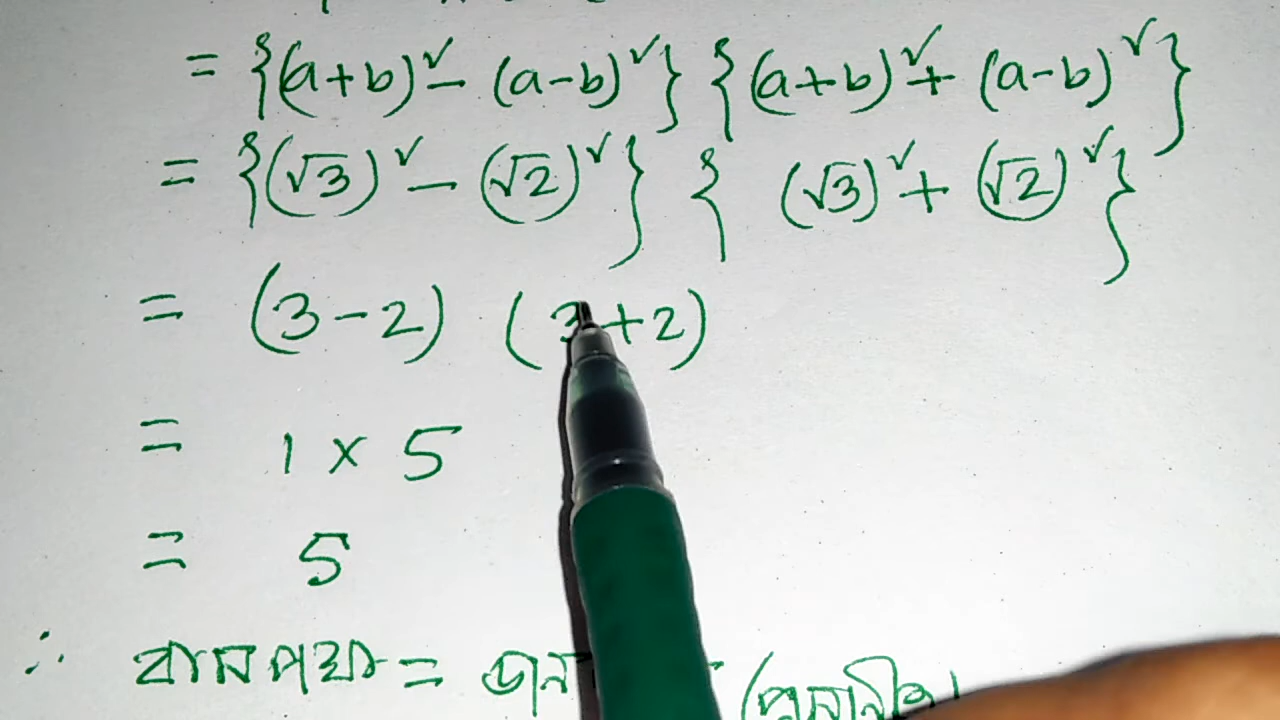 = {(a+b)² - (a-b)²} {(a+b)² + (a-b)²}
= {(√3)² - (√2)²} {(√3)² + (√2)²}
= (3-2) (3+2)
= 1 × 5
= 5
∴ বামপক্ষ = ডান (প্রমাণিত)